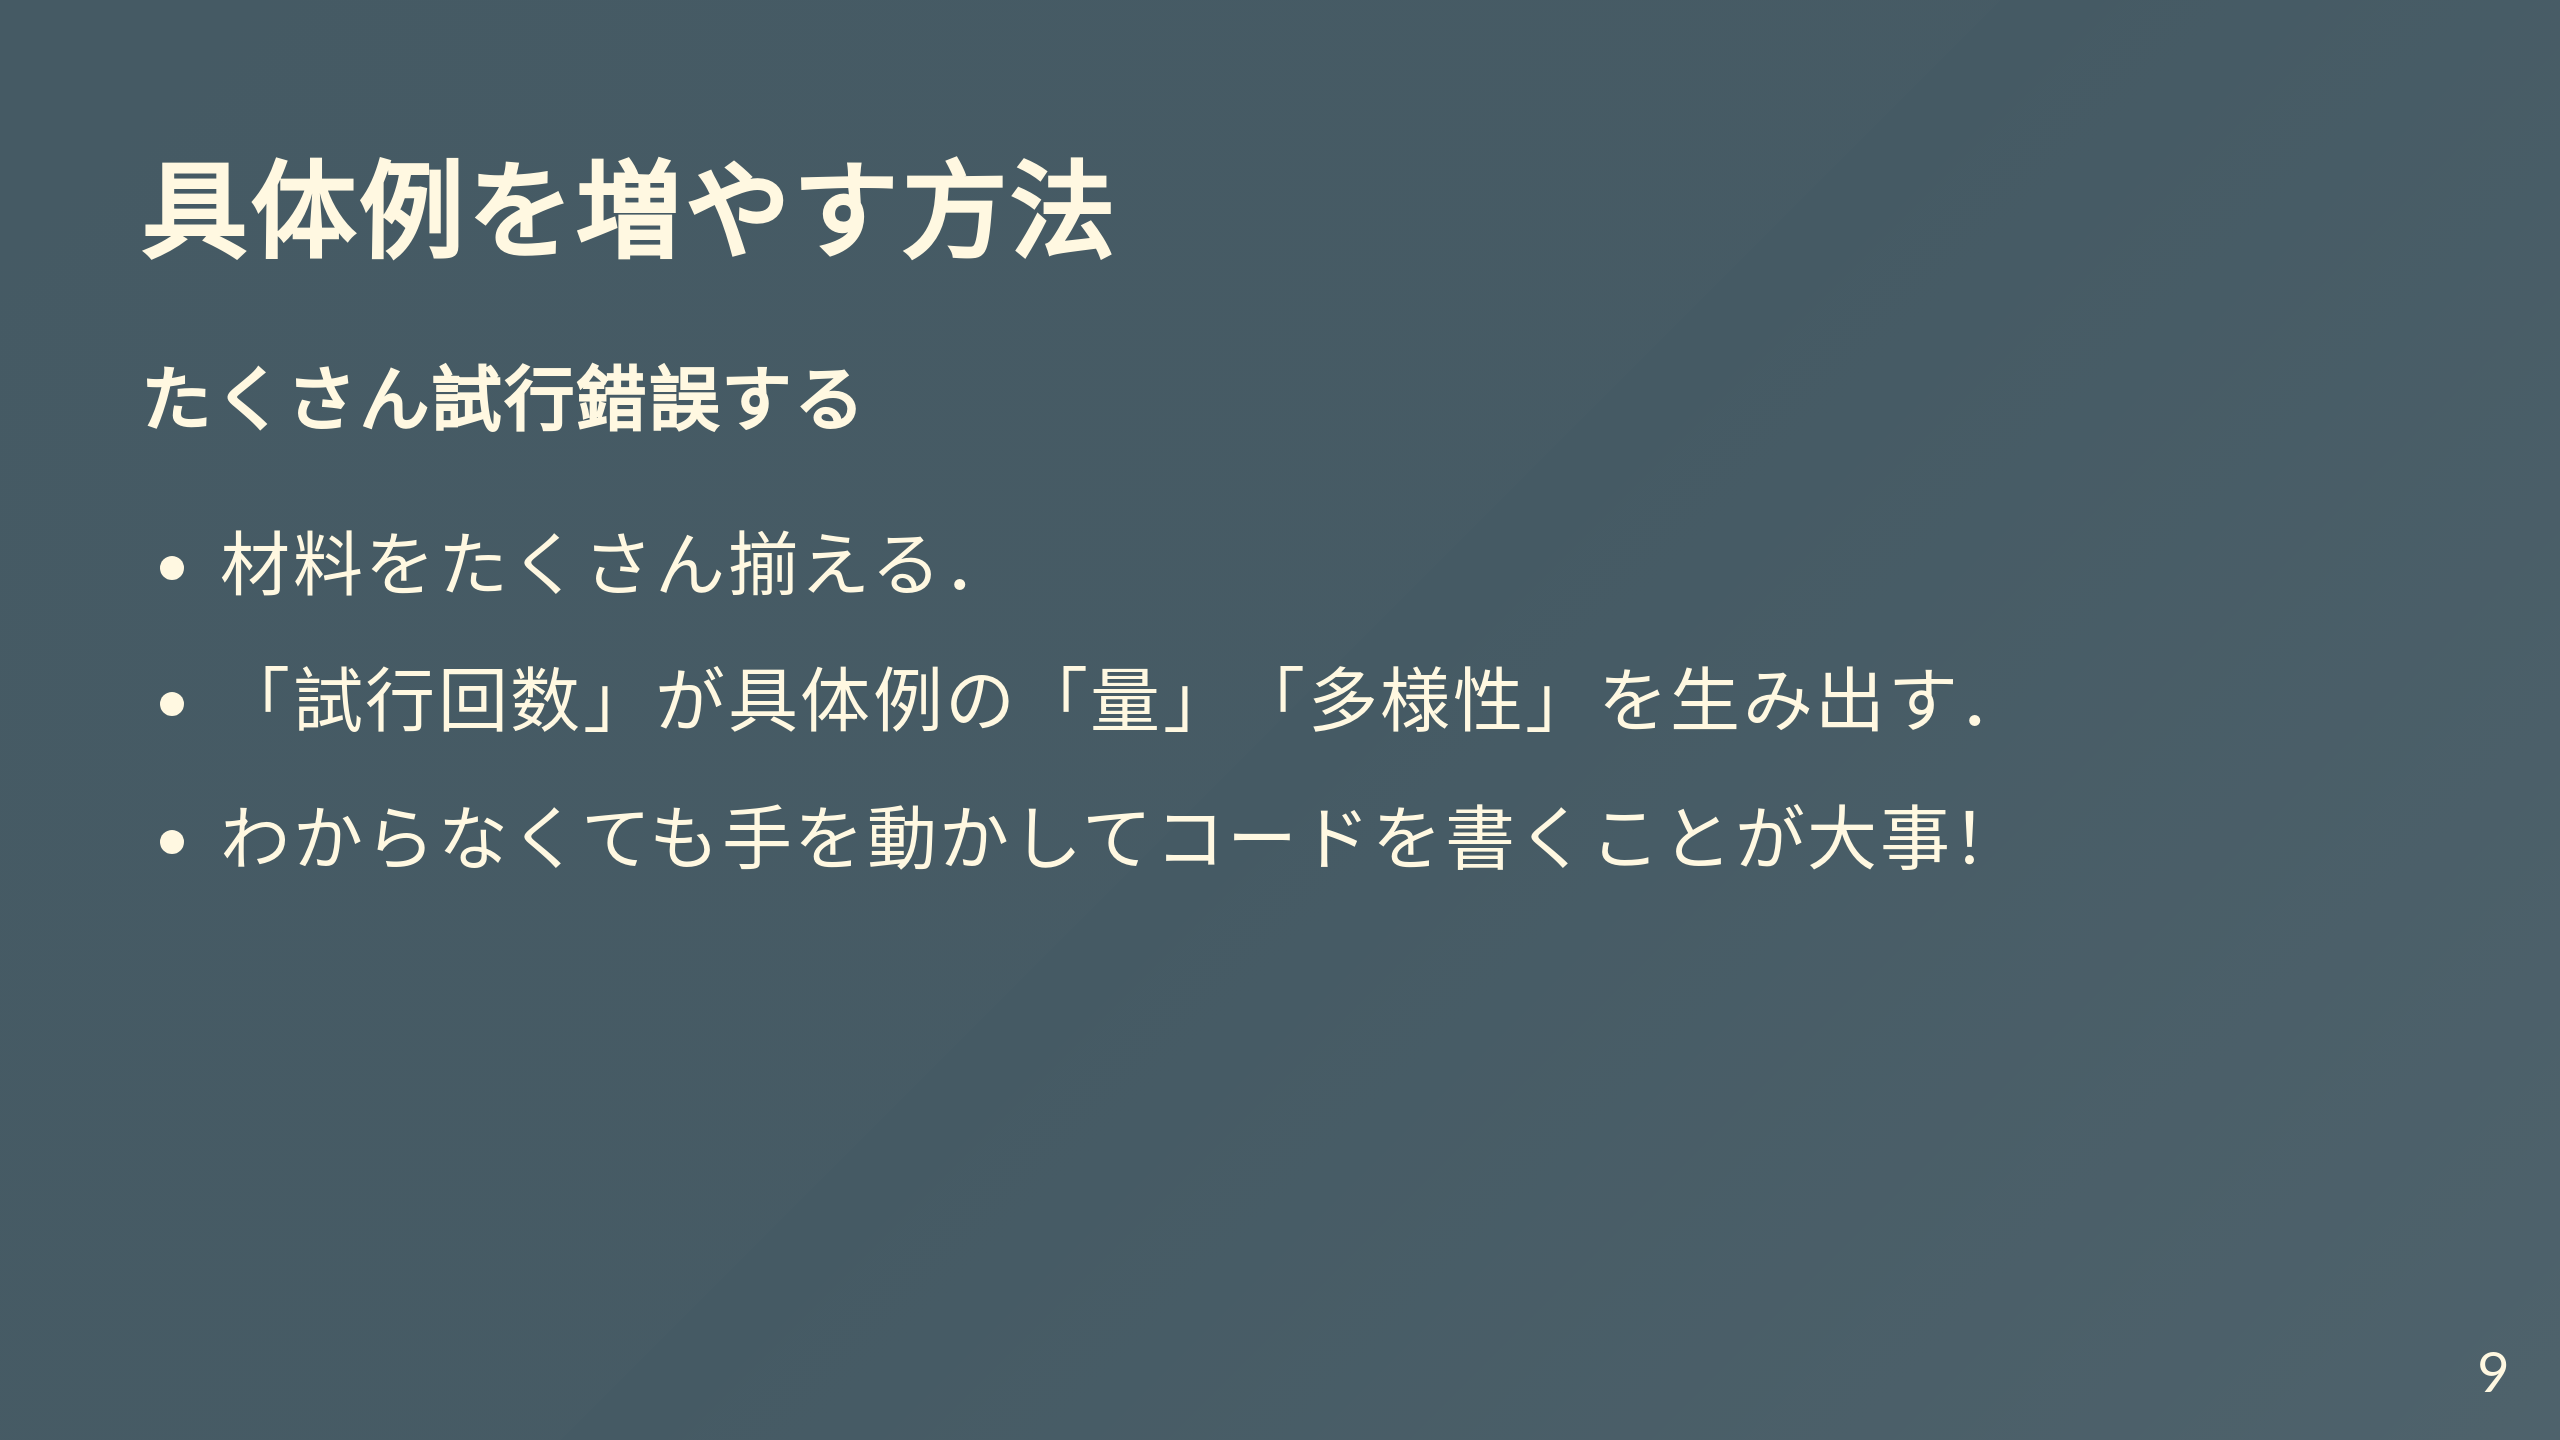 具体例を増やす方法
たくさん試行錯誤する
• 材料をたくさん揃える．
• 「試行回数」が具体例の「量」「多様性」を生み出す．
• わからなくても手を動かしてコードを書くことが大事！
9